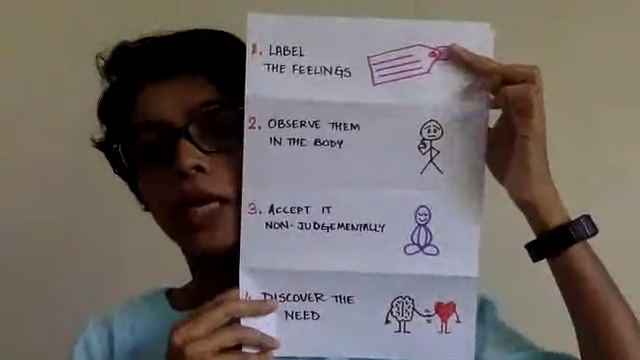 1. LABEL
THE FEELINGS
2. OBSERVE THEM
IN THE BODY
3. ACCEPT IT
NON-JUDGEMENTALLY
4. DISCOVER THE
NEED